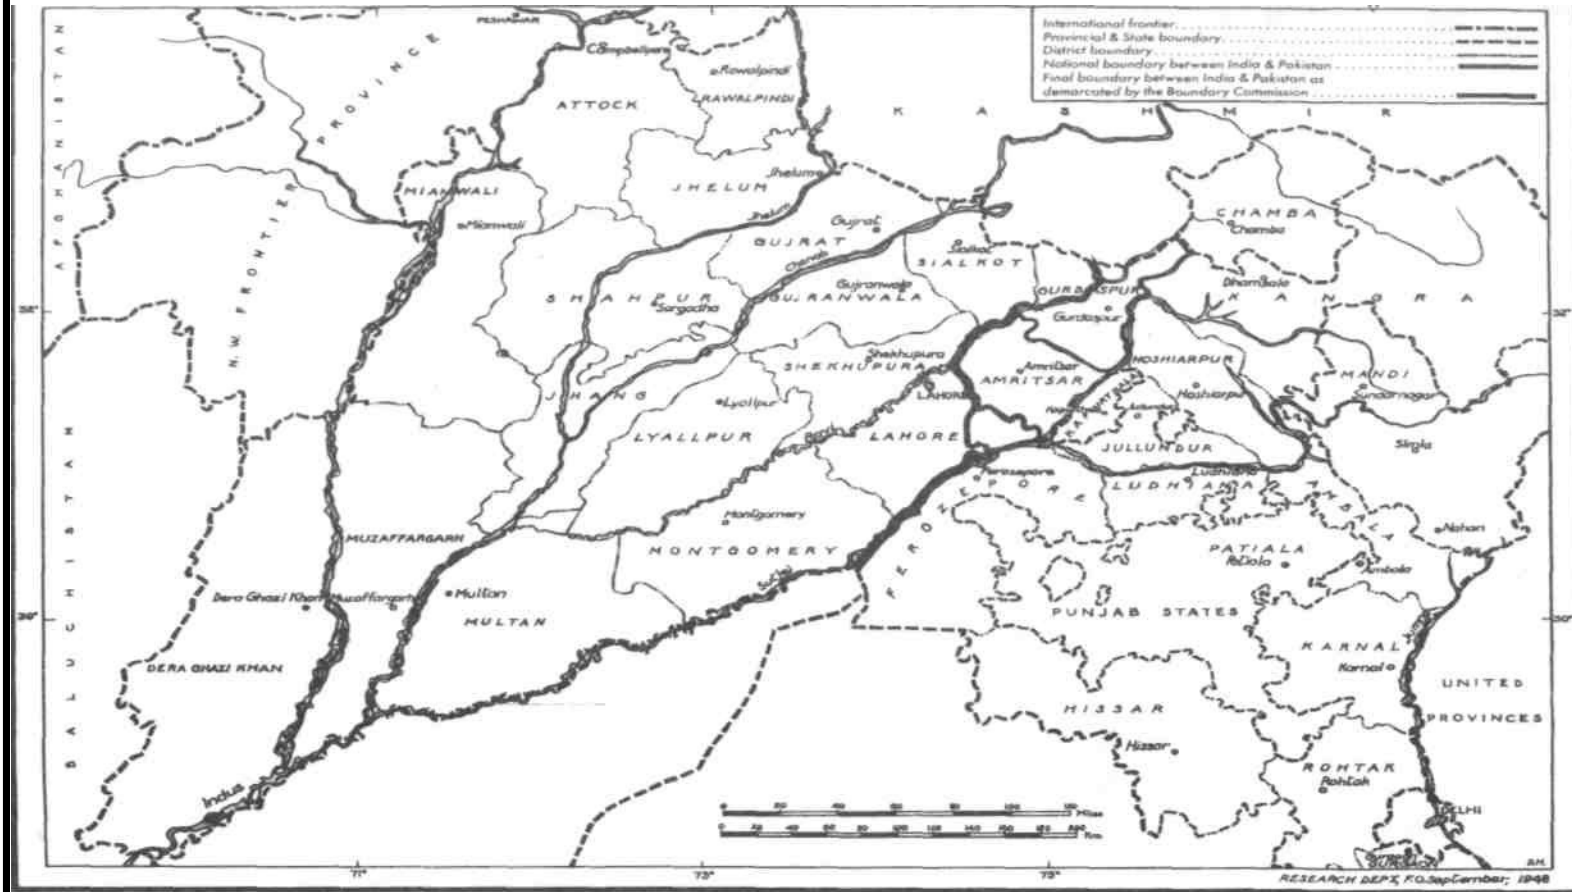 International frontier
Provincial & State boundary
District boundary
National boundary between India & Pakistan
Final boundary between India & Pakistan as
demarcated by the Boundary Commission
PESHAWAR
Campbellpore
Rawalpindi
RAWALPINDI
ATTOCK
KASHMIR
AFGHANISTAN
N.W. FRONTIER
PROVINCE
MIANWALI
Mianwali
JHELUM
Jhelum
Jhelum
Gujrat
GUJRAT
Chenab
Sialkot
SIALKOT
CHAMBA
Chamba
SHAHPUR
Sargodha
Gujranwala
GUJRANWALA
GURDASPUR
Gurdaspur
KANGRA
32°
32°
Shekhupura
SHEKHUPURA
Amritsar
AMRITSAR
HOSHIARPUR
Hoshiarpur
MANDI
JHANG
Lyallpur
LYALLPUR
LAHORE
LAHORE
KAPURTHALA
JULLUNDUR
Simla
BALUCHISTAN
Ferozepore
FEROZEPORE
Ludhiana
LUDHIANA
AMBALA
Montgomery
MONTGOMERY
Nahan
MUZAFFARGARH
PATIALA
Patiala
Ambala
Dera Ghazi Khan
Muzaffargarh
Multan
MULTAN
Sutlej
PUNJAB STATES
30°
30°
KARNAL
Karnal
DERA GHAZI KHAN
UNITED
PROVINCES
HISSAR
Hissar
ROHTAK
Rohtak
Indus
DELHI
Miles
Km
71°
73°
75°
RESEARCH DEPT, F.O. September, 1948